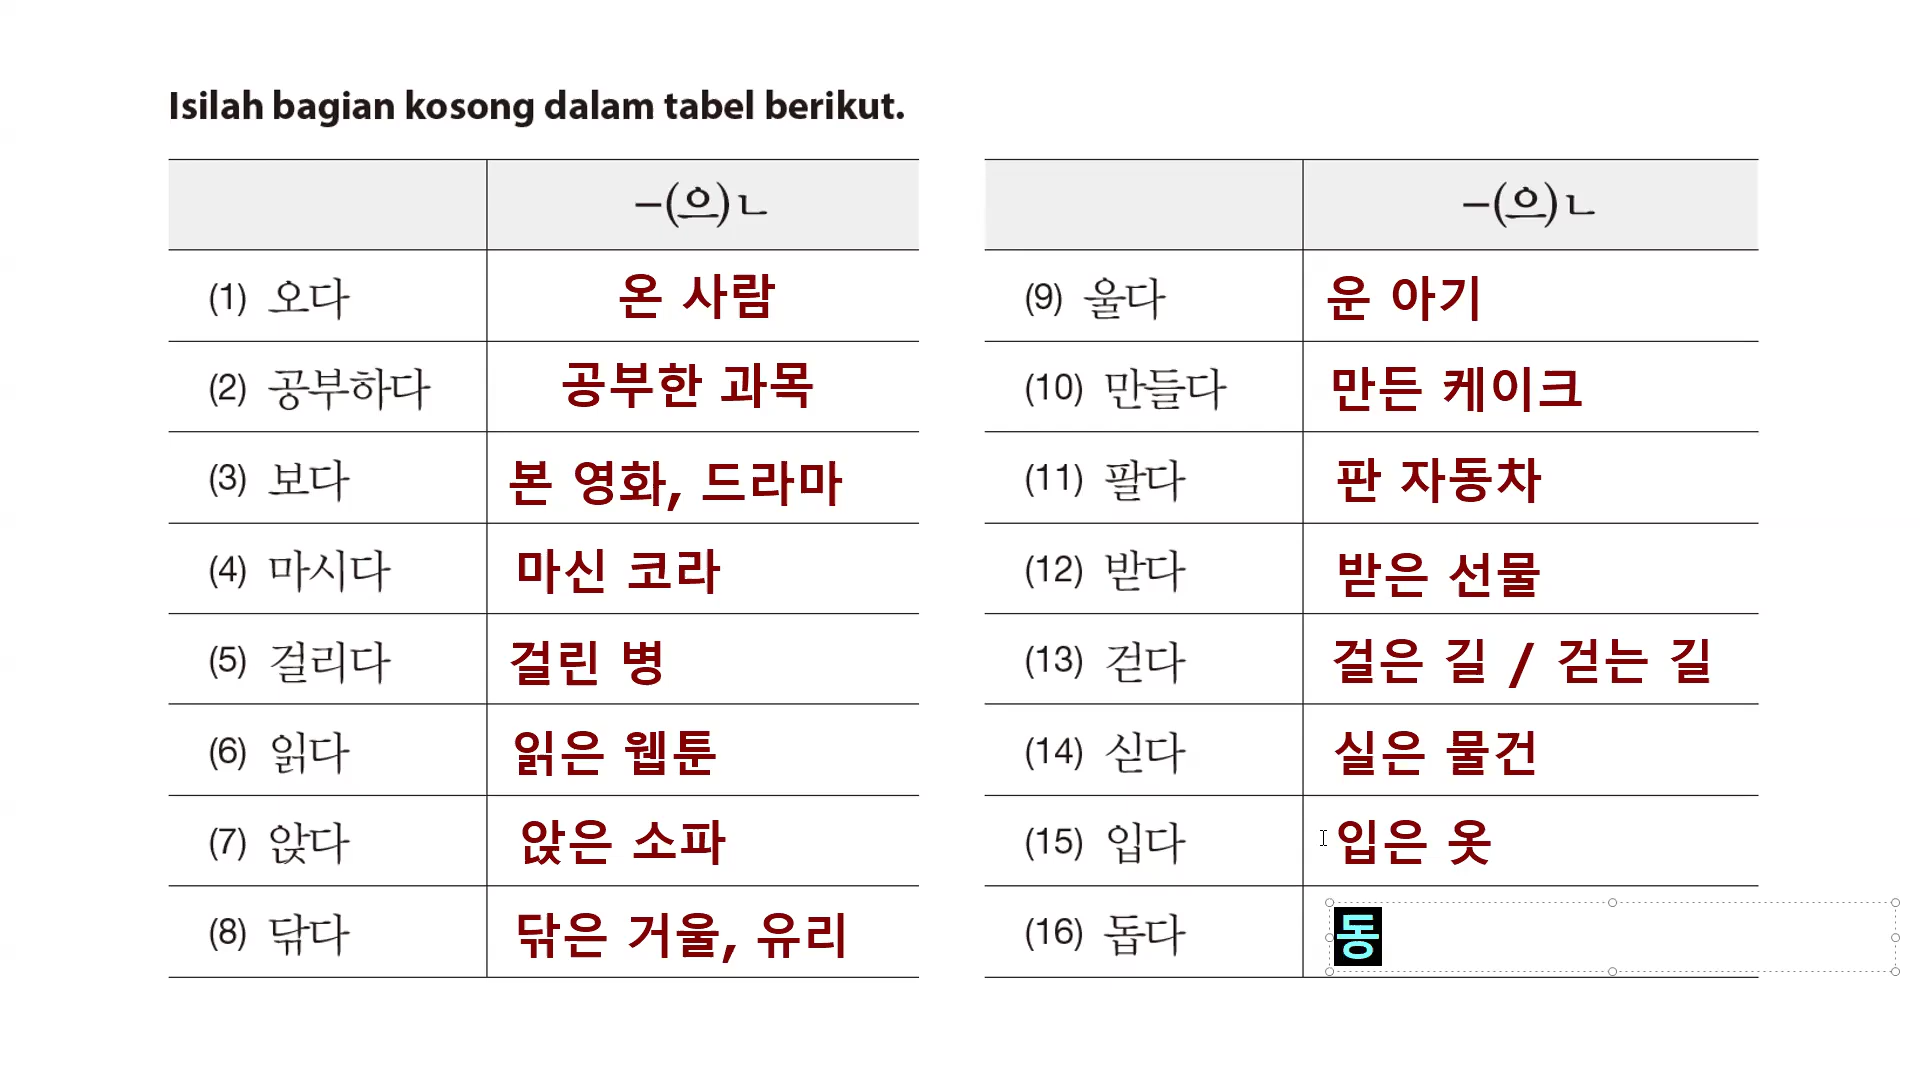 Isilah bagian kosong dalam tabel berikut.
-(으)ㄴ
(1) 오다 온 사람
(2) 공부하다 공부한 과목
(3) 보다 본 영화, 드라마
(4) 마시다 마신 코라
(5) 걸리다 걸린 병
(6) 읽다 읽은 웹툰
(7) 앉다 앉은 소파
(8) 닦다 닦은 거울, 유리
-(으)ㄴ
(9) 울다 운 아기
(10) 만들다 만든 케이크
(11) 팔다 판 자동차
(12) 받다 받은 선물
(13) 걷다 걸은 길 / 걷는 길
(14) 싣다 실은 물건
(15) 입다 입은 옷
(16) 돕다 동